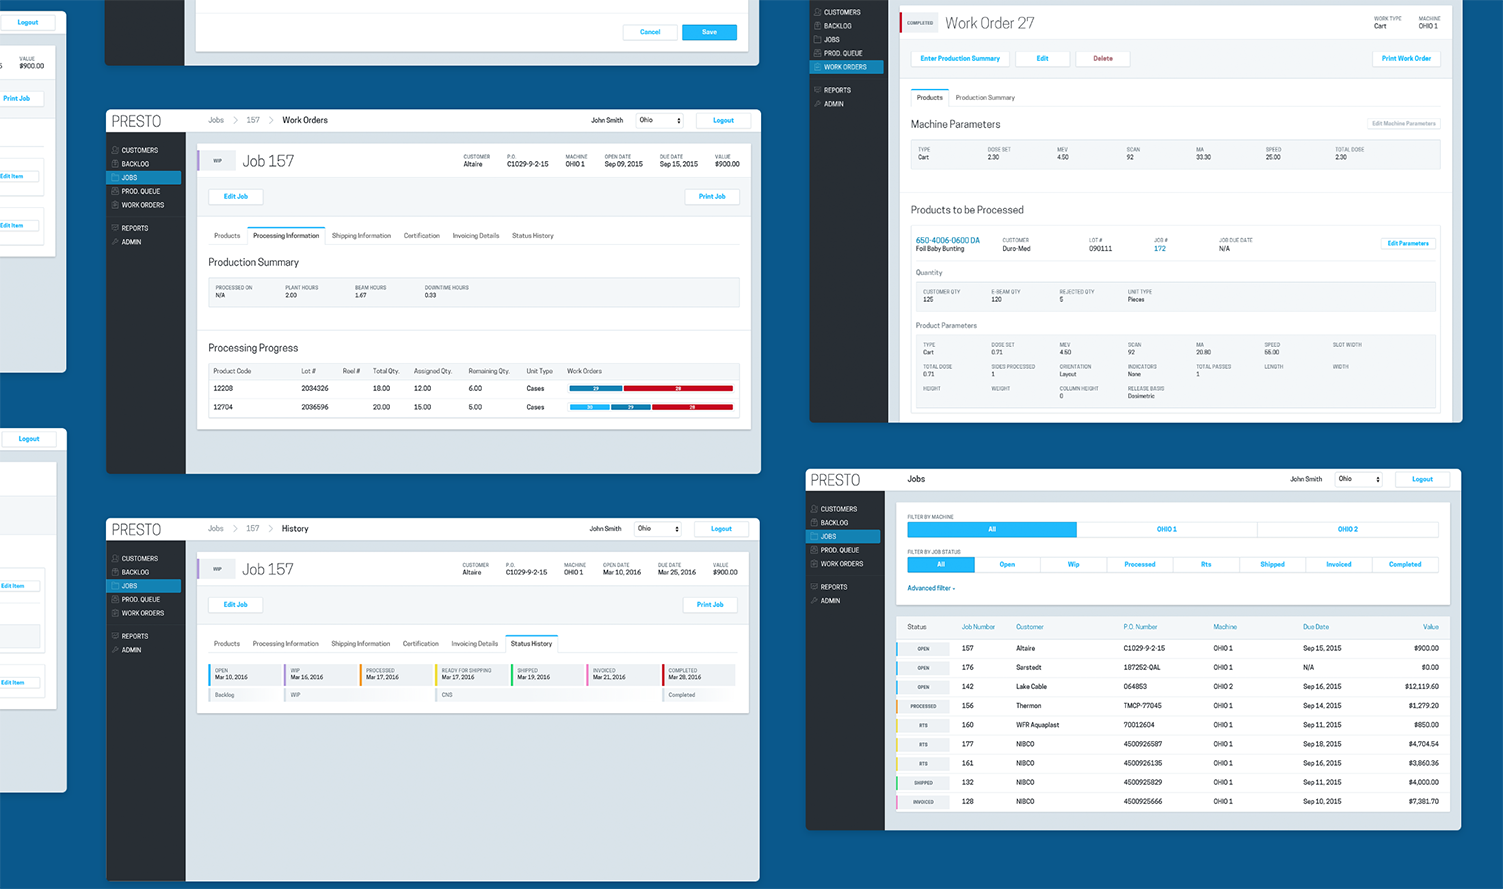 Logout
VALUE
$900.00
Print Job
Edit Item
Edit Item
Logout
Edit Item
Edit Item
Cancel Save
PRESTO Jobs 157 Work Orders John Smith Ohio Logout
CUSTOMERS
BACKLOG
JOBS
PROD. QUEUE
WORK ORDERS
REPORTS
ADMIN
WIP Job 157
CUSTOMER P.O. MACHINE OPEN DATE DUE DATE VALUE
Altaire C1029-9-2-15 OHIO 1 Sep 09, 2015 Sep 15, 2015 $900.00
Edit Job Print Job
Products Processing Information Shipping Information Certification Invoicing Details Status History
Production Summary
PROCESSED ON PLANT HOURS BEAM HOURS DOWNTIME HOURS
N/A 2.00 1.67 0.33
Processing Progress
Product Code Lot # Reel # Total Qty. Assigned Qty. Remaining Qty. Unit Type Work Orders
12208 2034326 18.00 12.00 6.00 Cases 29 28
12704 2036596 20.00 15.00 5.00 Cases 30 29 28
PRESTO Jobs 157 History John Smith Ohio Logout
CUSTOMERS
BACKLOG
JOBS
PROD. QUEUE
WORK ORDERS
REPORTS
ADMIN
WIP Job 157
CUSTOMER P.O. MACHINE OPEN DATE DUE DATE VALUE
Altaire C1029-9-2-15 OHIO 1 Mar 10, 2016 Mar 25, 2016 $900.00
Edit Job Print Job
Products Processing Information Shipping Information Certification Invoicing Details Status History
OPEN WIP PROCESSED READY FOR SHIPPING SHIPPED INVOICED COMPLETED
Mar 10, 2016 Mar 16, 2016 Mar 17, 2016 Mar 17, 2016 Mar 19, 2016 Mar 21, 2016 Mar 28, 2016
Backlog WIP CNS Completed
CUSTOMERS
BACKLOG
JOBS
PROD. QUEUE
WORK ORDERS
REPORTS
ADMIN
COMPLETED Work Order 27
WORK TYPE MACHINE
Cart OHIO 1
Enter Production Summary Edit Delete Print Work Order
Products Production Summary
Machine Parameters Edit Machine Parameters
TYPE DOSE SET MEV SCAN MA SPEED TOTAL DOSE
Cart 2.30 4.50 92 33.30 25.00 2.00
Products to be Processed
650-4006-0600 DA CUSTOMER LOT # JOB # JOB DUE DATE
Foil Baby Bunting Duro-Med 090111 172 N/A
Edit Parameters
Quantity
CUSTOMER QTY E-BEAM QTY REJECTED QTY UNIT TYPE
125 120 5 Pieces
Product Parameters
TYPE DOSE SET MEV SCAN MA SPEED SLOT WIDTH
Cart 0.71 4.50 92 20.80 56.00
TOTAL DOSE SIDES PROCESSED ORIENTATION INDICATORS TOTAL PASSES LENGTH WIDTH
0.71 1 Layout None 1
HEIGHT WEIGHT COLUMN HEIGHT RELEASE BASIS
0 Dosimetric
PRESTO Jobs John Smith Ohio Logout
CUSTOMERS
BACKLOG
JOBS
PROD. QUEUE
WORK ORDERS
REPORTS
ADMIN
FILTER BY MACHINE
All OHIO 1 OHIO 2
FILTER BY JOB STATUS
All Open Wip Processed Rts Shipped Invoiced Completed
Advanced filter
Status Job Number Customer P.O. Number Machine Due Date Value
OPEN 157 Altaire C1029-9-2-15 OHIO 1 Sep 15, 2015 $900.00
OPEN 176 Sarstedt 187252-QAL OHIO 1 N/A $0.00
OPEN 142 Lake Cable 064853 OHIO 2 Sep 16, 2015 $12,119.60
PROCESSED 156 Thermon TMCP-77045 OHIO 1 Sep 14, 2015 $1,279.20
RTS 160 WFR Aquaplast 70012604 OHIO 1 Sep 11, 2015 $850.00
RTS 177 NIBCO 4500926587 OHIO 1 Sep 18, 2015 $4,704.54
RTS 161 NIBCO 4500926135 OHIO 1 Sep 16, 2015 $3,860.36
SHIPPED 132 NIBCO 4500925829 OHIO 1 Sep 11, 2015 $4,000.00
INVOICED 128 NIBCO 4500925666 OHIO 1 Sep 10, 2015 $7,381.70